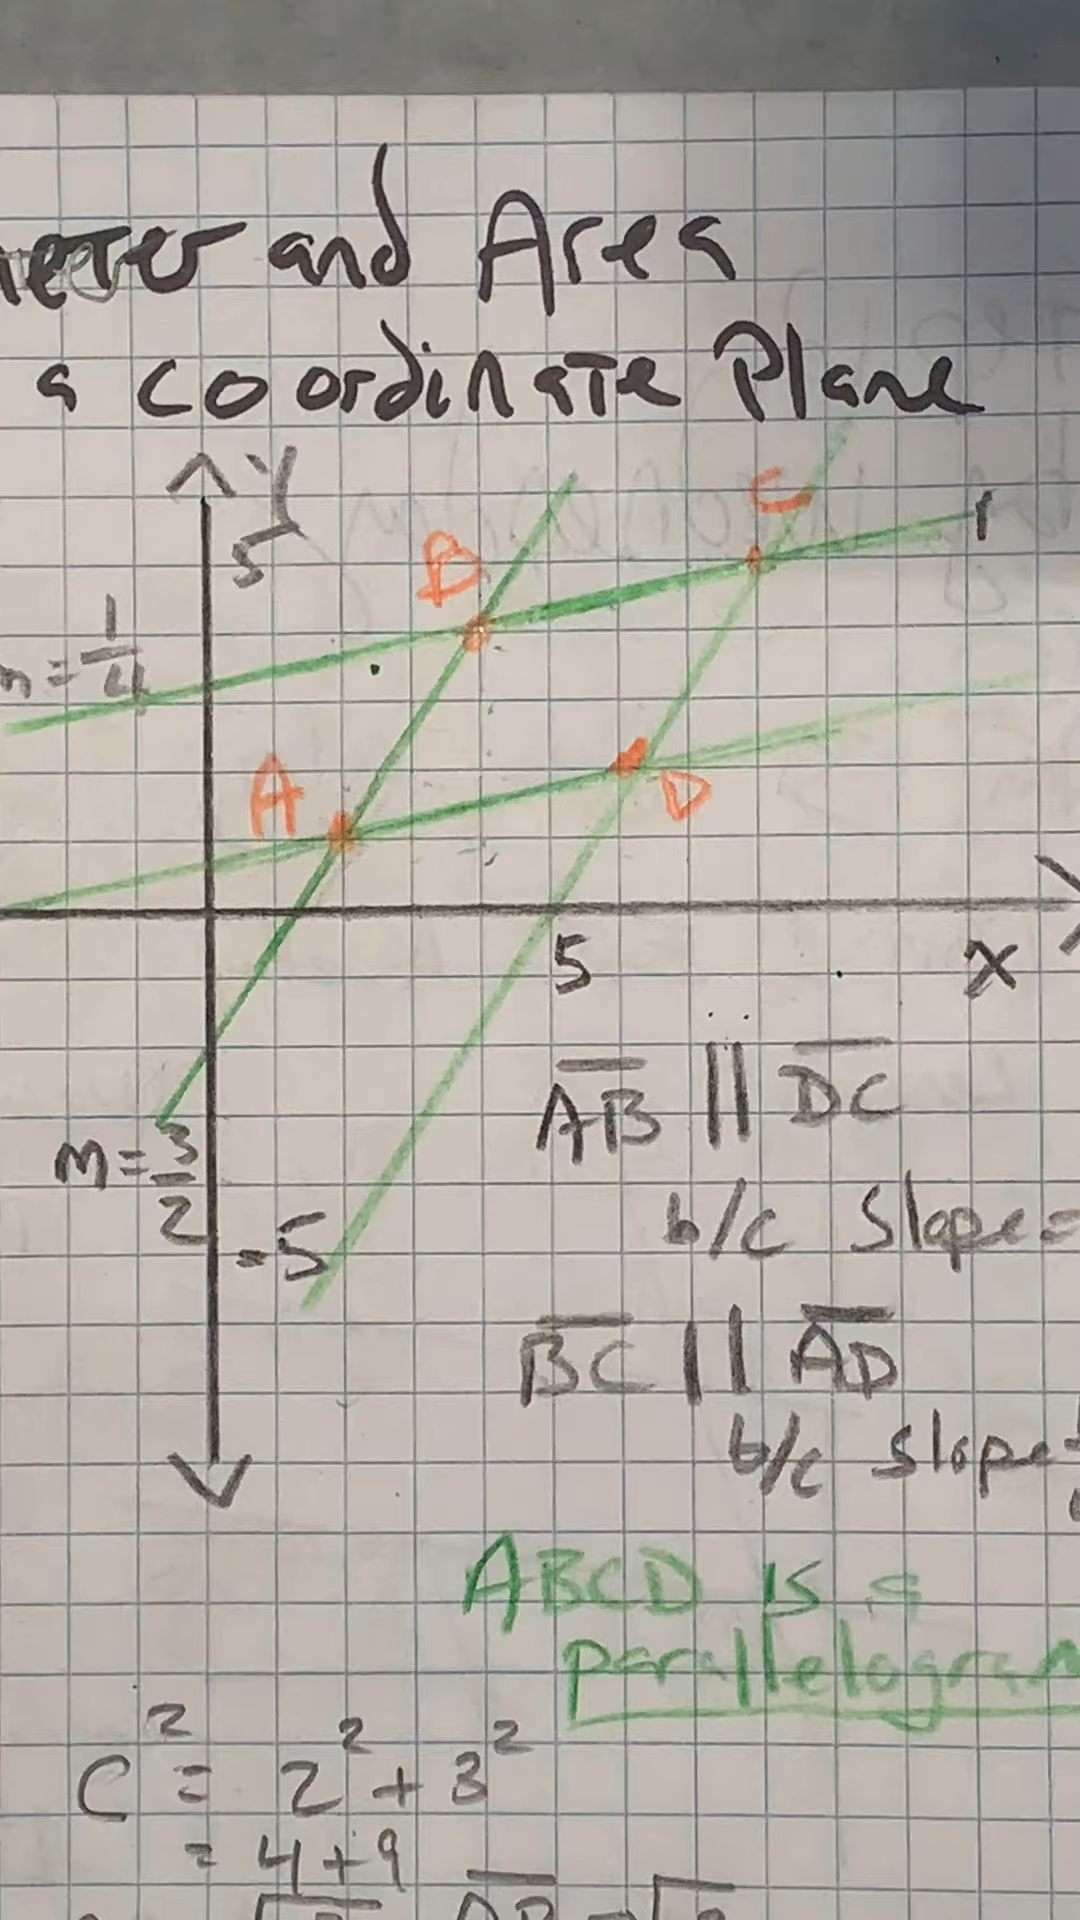 and Area
a coordinate Plane
y
5
C
B
m = 1/4
A
D
5
x
AB || DC
m = 3/2
b/c Slope =
-5
BC || AD
b/c slope =
ABCD is a
C² = 2² + 3²
= 4 + 9